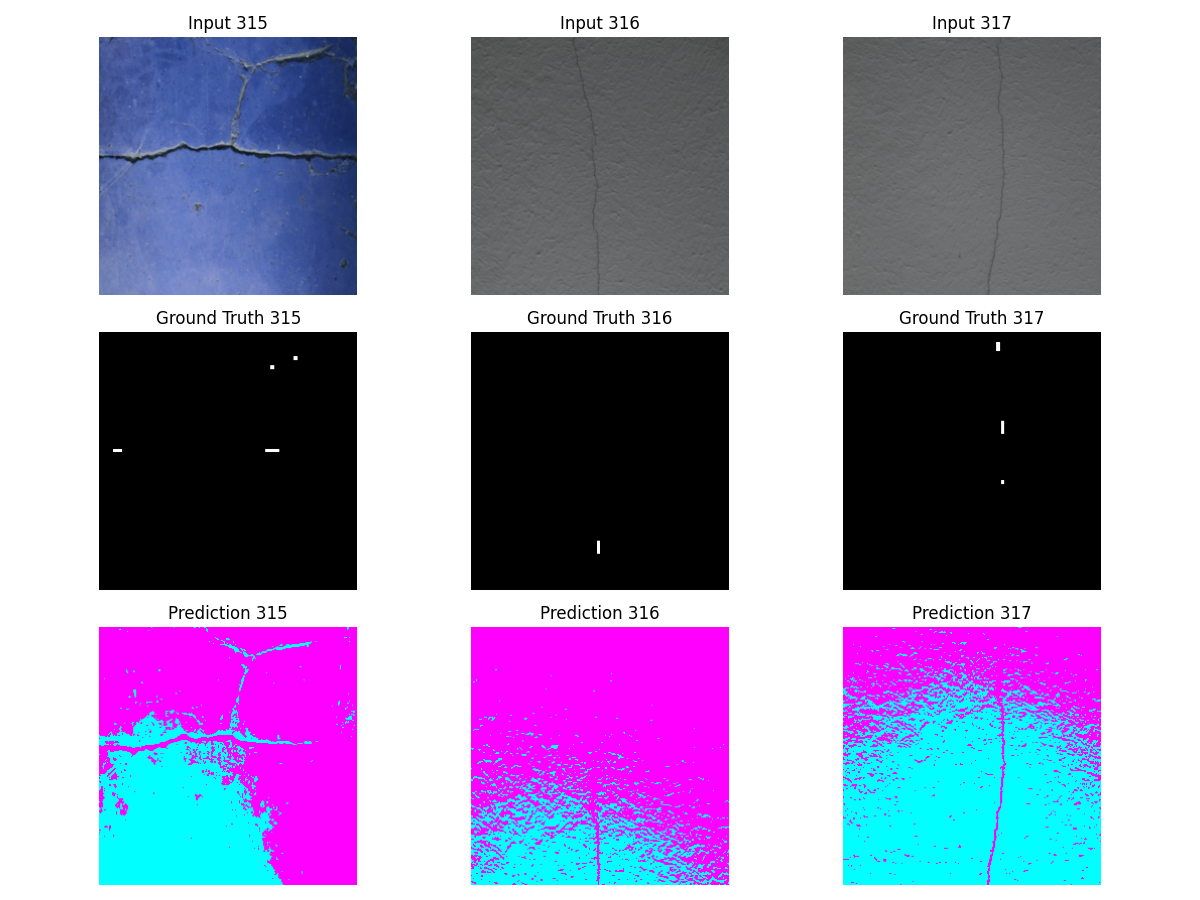 Input 315
Input 316
Input 317
Ground Truth 315
Ground Truth 316
Ground Truth 317
Prediction 315
Prediction 316
Prediction 317